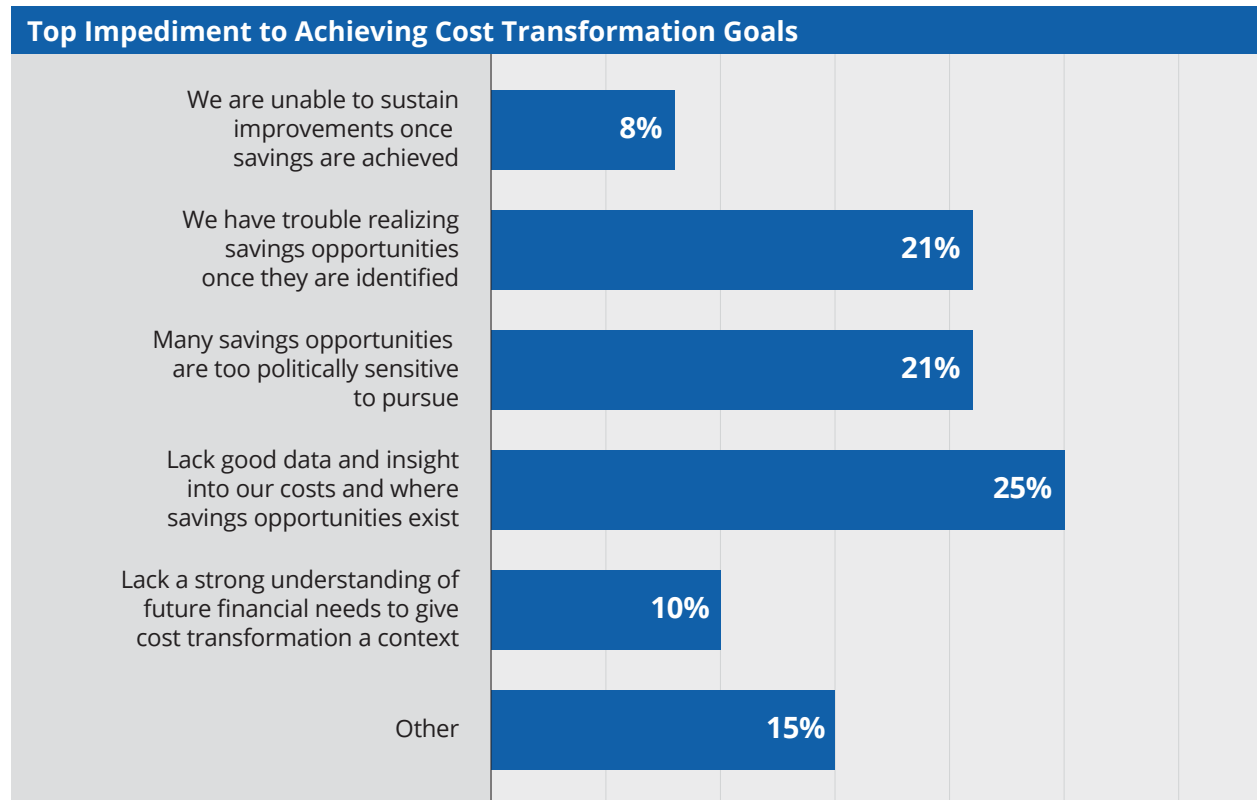 Top Impediment to Achieving Cost Transformation Goals
We are unable to sustain
improvements once
savings are achieved
8%
We have trouble realizing
savings opportunities
once they are identified
21%
Many savings opportunities
are too politically sensitive
to pursue
21%
Lack good data and insight
into our costs and where
savings opportunities exist
25%
Lack a strong understanding of
future financial needs to give
cost transformation a context
10%
Other
15%